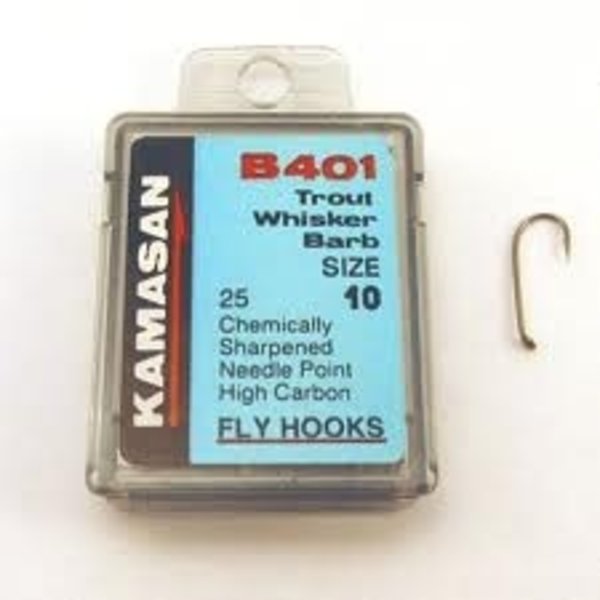 KAMASAN
B401
Trout
Whisker
Barb
SIZE
25 10
Chemically
Sharpened
Needle Point
High Carbon
FLY HOOKS